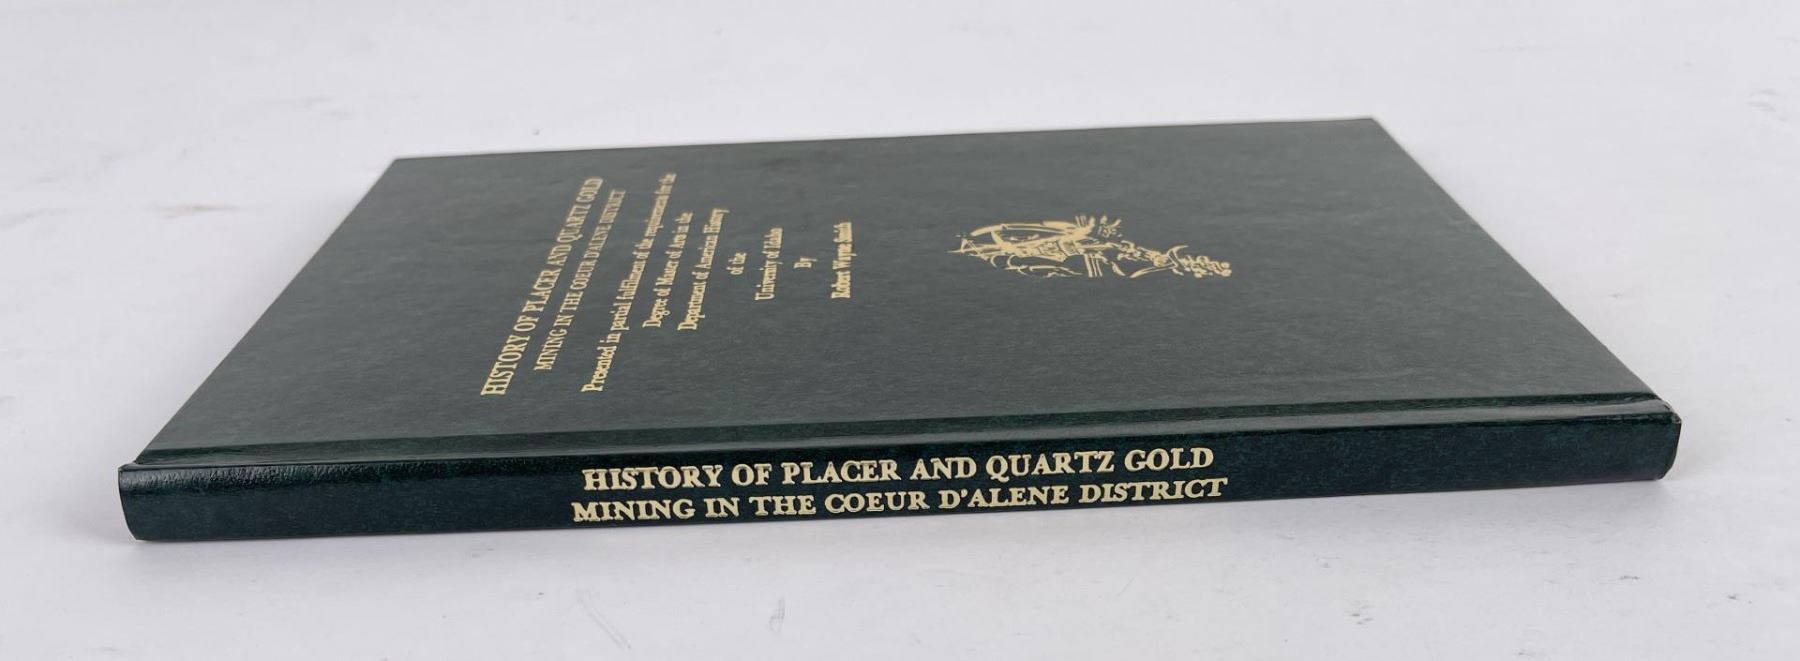 HISTORY OF PLACER AND QUARTZ GOLD
MINING IN THE COEUR D'ALENE DISTRICT
Presented in partial fulfilment of the requirements for the
Degree of Master of Arts in the
Department of American History
of the
University of Idaho
By
Robert Wayne Smith
HISTORY OF PLACER AND QUARTZ GOLD
MINING IN THE COEUR D'ALENE DISTRICT